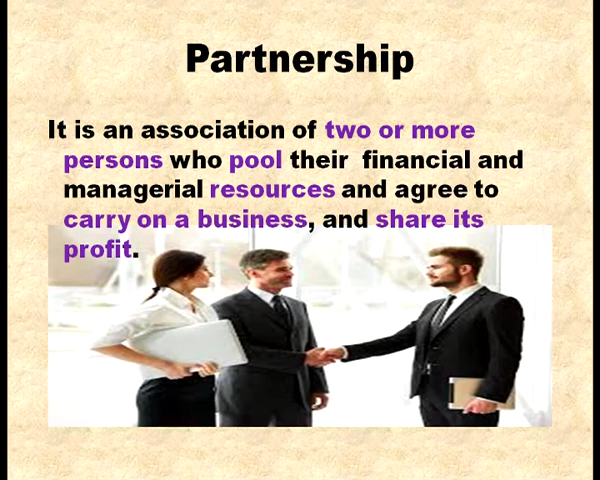 Partnership
It is an association of two or more
persons who pool their financial and
managerial resources and agree to
carry on a business, and share its
profit.